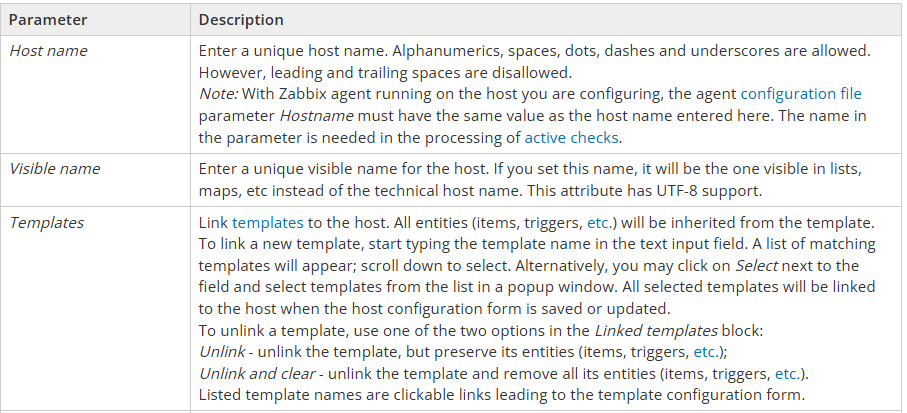 Parameter Description
Host name Enter a unique host name. Alphanumerics, spaces, dots, dashes and underscores are allowed.
However, leading and trailing spaces are disallowed.
Note: With Zabbix agent running on the host you are configuring, the agent configuration file
parameter Hostname must have the same value as the host name entered here. The name in
the parameter is needed in the processing of active checks.
Visible name Enter a unique visible name for the host. If you set this name, it will be the one visible in lists,
maps, etc instead of the technical host name. This attribute has UTF-8 support.
Templates Link templates to the host. All entities (items, triggers, etc.) will be inherited from the template.
To link a new template, start typing the template name in the text input field. A list of matching
templates will appear; scroll down to select. Alternatively, you may click on Select next to the
field and select templates from the list in a popup window. All selected templates will be linked
to the host when the host configuration form is saved or updated.
To unlink a template, use one of the two options in the Linked templates block:
Unlink - unlink the template, but preserve its entities (items, triggers, etc.);
Unlink and clear - unlink the template and remove all its entities (items, triggers, etc.).
Listed template names are clickable links leading to the template configuration form.